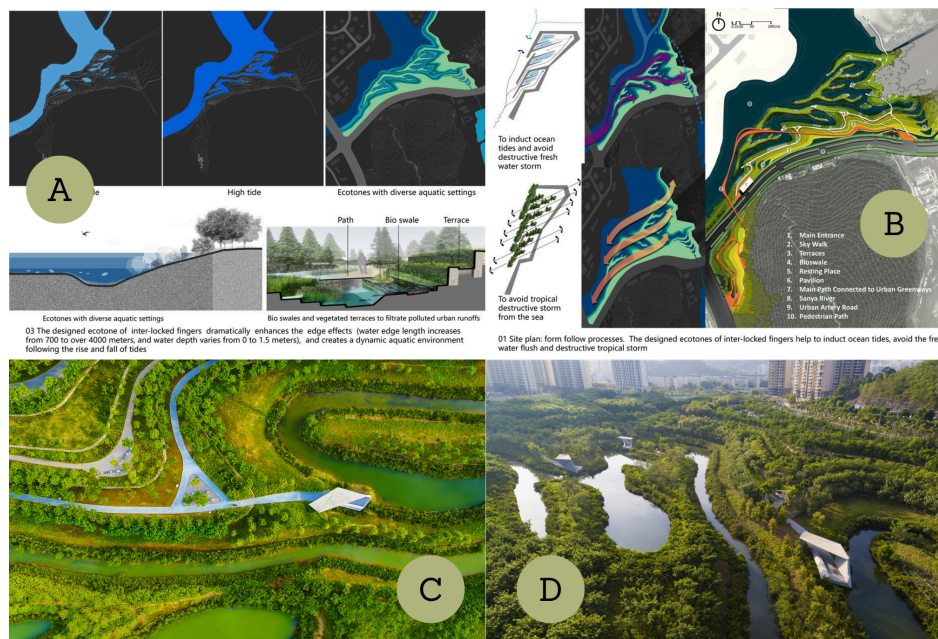 High tide
Ecotones with diverse aquatic settings
A
Path
Bio swale
Terrace
Ecotones with diverse aquatic settings
Bio swales and vegetated terraces to filtrate polluted urban runoffs
03 The designed ecotone of inter-locked fingers dramatically enhances the edge effects (water edge length increases
from 700 to over 4000 meters, and water depth varies from 0 to 1.5 meters), and creates a dynamic aquatic environment
following the rise and fall of tides
To induct ocean
tides and avoid
destructive fresh
water storm
To avoid tropical
destructive storm
from the sea
N
B
1. Main Entrance
2. Sky Walk
3. Terraces
4. Bioswale
5. Resting Place
6. Pavilion
7. Main Path Connected to Urban Greenways
8. Sanya River
9. Urban Artery Road
10. Pedestrian Path
01 Site plan: form follow processes. The designed ecotones of inter-locked fingers help to induct ocean tides, avoid the
water flush and destructive tropical storm
C
D